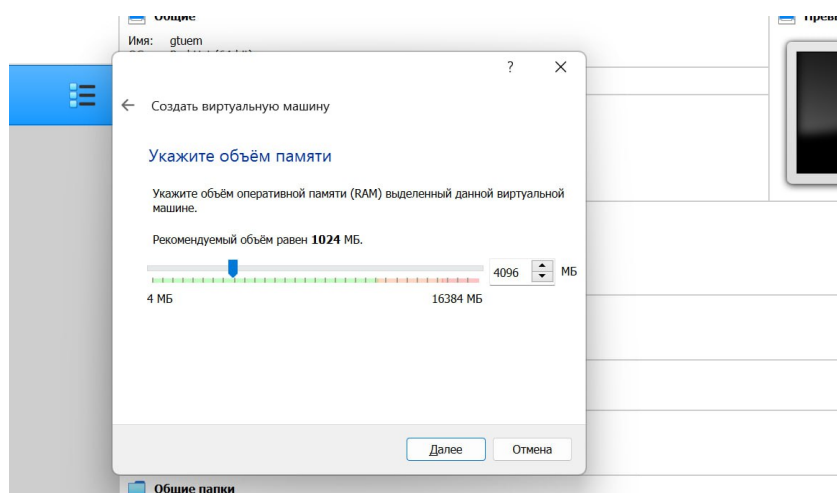 Общие
Превь
Имя: gtuem
?
Создать виртуальную машину
Укажите объём памяти
Укажите объём оперативной памяти (RAM) выделенный данной виртуальной
машине.
Рекомендуемый объём равен 1024 МБ.
4096 МБ
4 МБ 16384 МБ
Далее Отмена
Общие папки